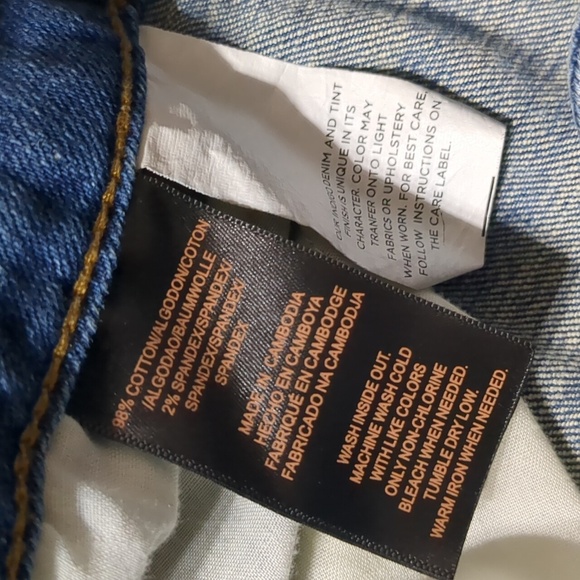 OUR INDIGO DENIM AND TINT
FINISH IS UNIQUE IN ITS
CHARACTER. COLOR MAY
TRANFER ONTO LIGHT
FABRICS OR UPHOLSTERY
WHEN WORN. FOR BEST CARE,
FOLLOW INSTRUCTIONS ON
THE CARE LABEL.
98% COTTON/ALGODON/COTON
/ALGODAO/BAUMWOLLE
2% SPANDEX/SPANDEX/
SPANDEX/SPANDEX/
SPANDEX
MADE IN CAMBODIA
HECHO EN CAMBOYA
FABRIQUÉ EN CAMBODGE
FABRICADO NA CAMBODJA
WASH INSIDE OUT.
MACHINE WASH COLD
WITH LIKE COLORS
ONLY NON-CHLORINE
BLEACH WHEN NEEDED.
TUMBLE DRY LOW.
WARM IRON WHEN NEEDED.